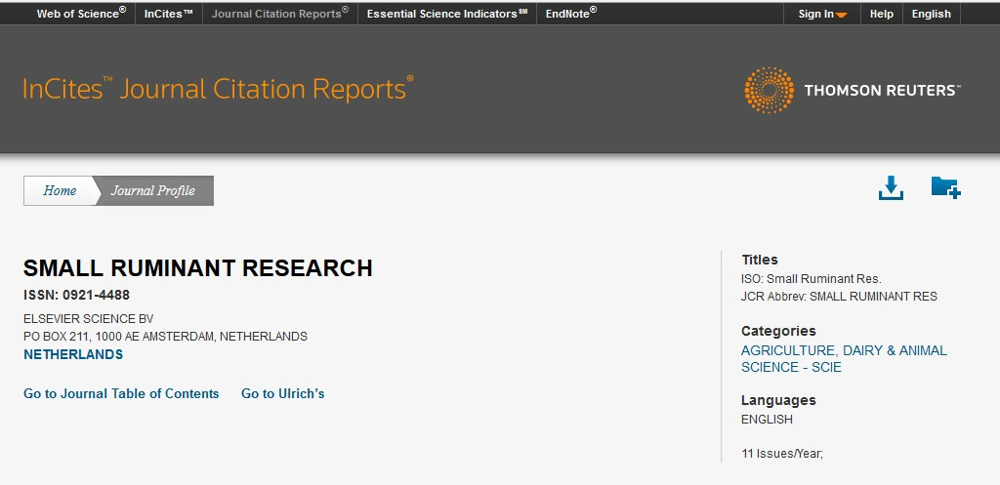 Web of Science® InCites™ Journal Citation Reports® Essential Science Indicators℠ EndNote® Sign In Help English
InCites™ Journal Citation Reports®
THOMSON REUTERS™
Home Journal Profile
SMALL RUMINANT RESEARCH
ISSN: 0921-4488
ELSEVIER SCIENCE BV
PO BOX 211, 1000 AE AMSTERDAM, NETHERLANDS
NETHERLANDS
Go to Journal Table of Contents Go to Ulrich's
Titles
ISO: Small Ruminant Res.
JCR Abbrev: SMALL RUMINANT RES
Categories
AGRICULTURE, DAIRY & ANIMAL
SCIENCE - SCIE
Languages
ENGLISH
11 Issues/Year;